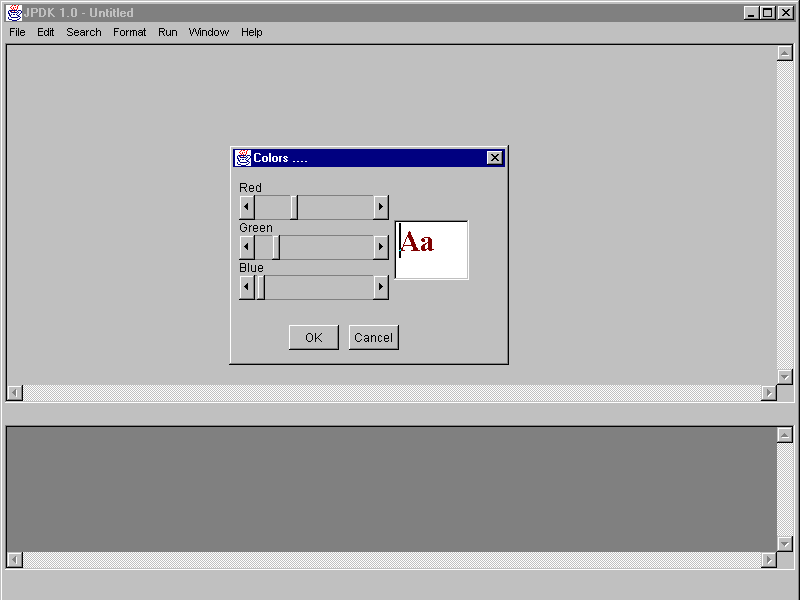 JPDK 1.0 - Untitled
File Edit Search Format Run Window Help
Colors ....
Red
Green
Aa
Blue
OK Cancel